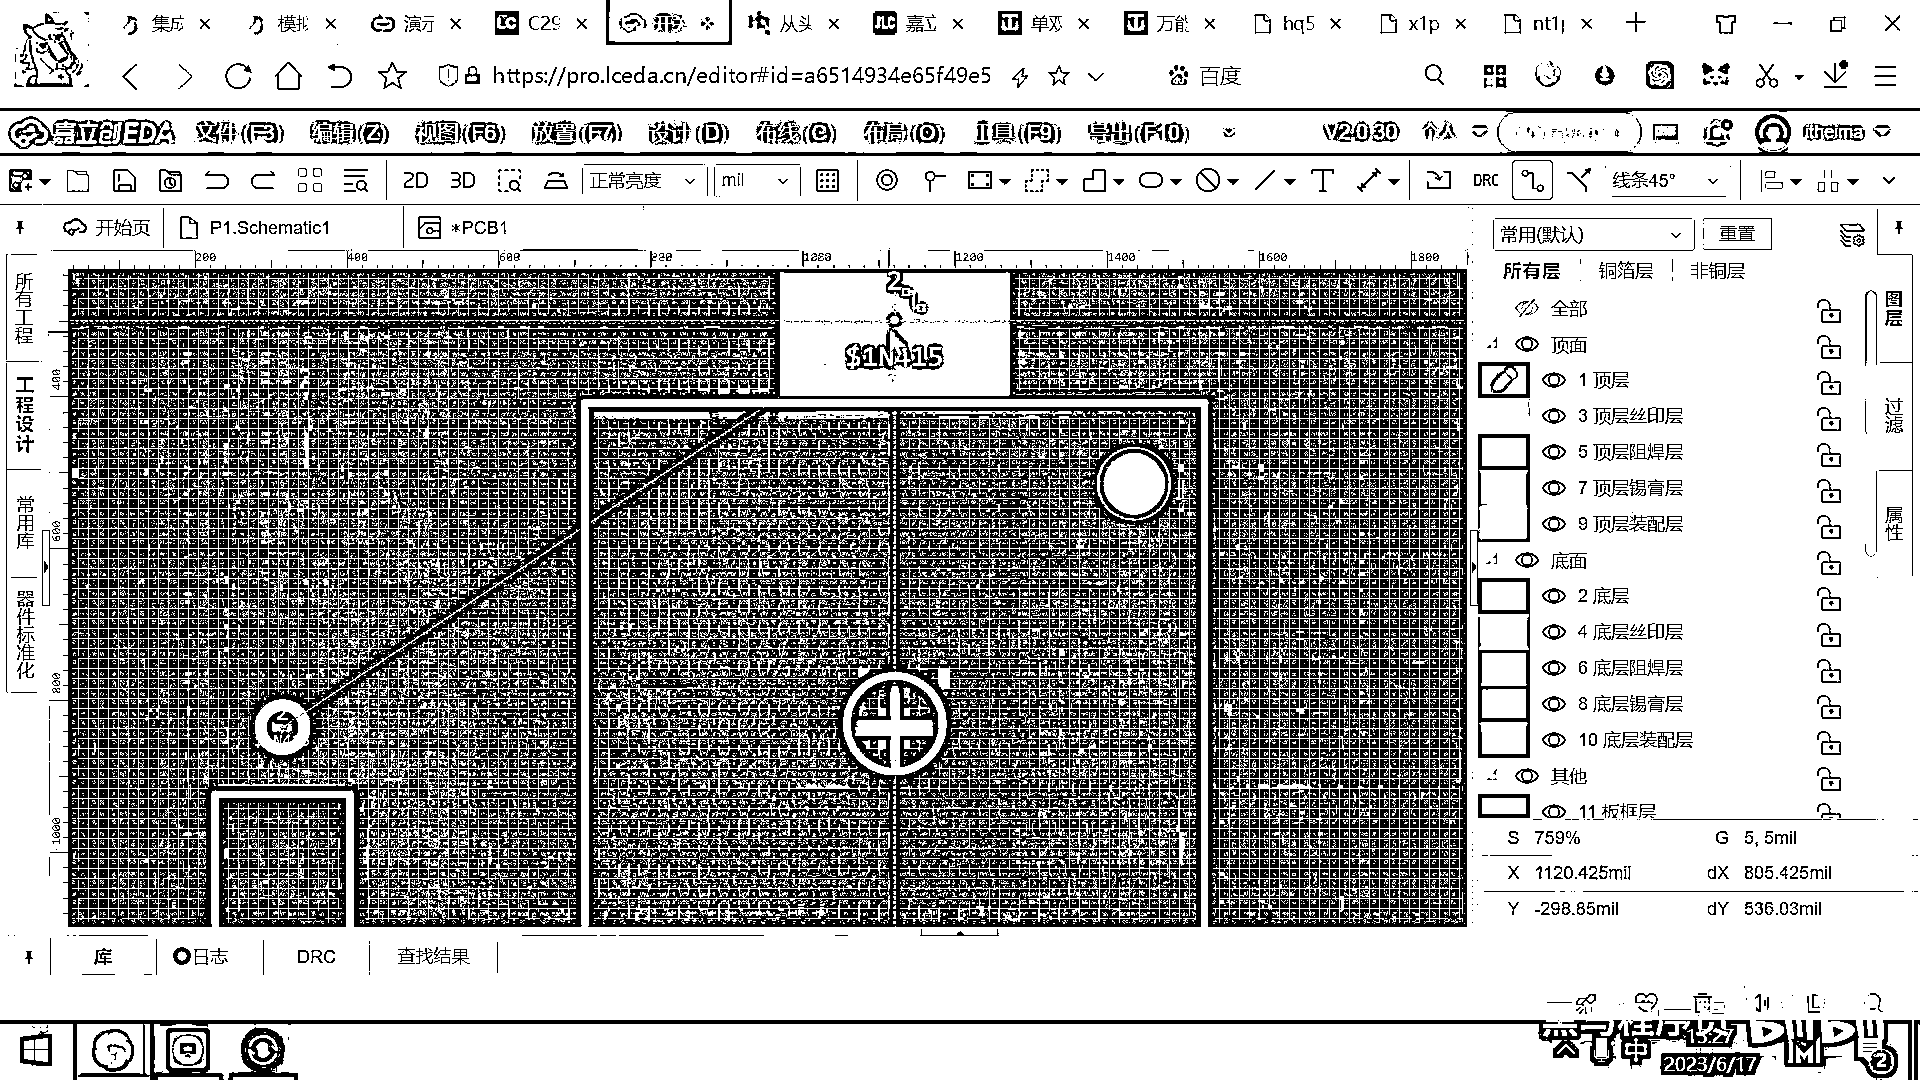 集成 模拟 演示 C29 从头 嘉立 单双 万能 hq5 x1p nt1p
https://pro.lceda.cn/editor#id=a6514934e65f49e5 百度
嘉立创EDA 文件(F3) 编辑(Z) 视图(F6) 放置(F7) 设计(D) 布线(C) 布局(O) 工具(F9) 导出(F10) V2.0.30 个人 itheima
2D 3D 正常亮度 mil DRC 线条45°
开始页 P1.Schematic1 *PCB1
常用(默认) 重置
200 400 600 1200 1400 1600 1800
所有层 铜箔层 非铜层
所有工程
工程设计
常用库
器件标准化
400
600
800
1000
2
$1N415
全部
顶面
1 顶层
3 顶层丝印层
5 顶层阻焊层
7 顶层锡膏层
9 顶层装配层
底面
2 底层
4 底层丝印层
6 底层阻焊层
8 底层锡膏层
10 底层装配层
其他
11 板框层
图层
过滤
属性
S 759% G 5, 5mil
X 1120.425mil dX 805.425mil
Y -298.65mil dY 536.03mil
库 日志 DRC 查找结果
中
2023/6/17
2